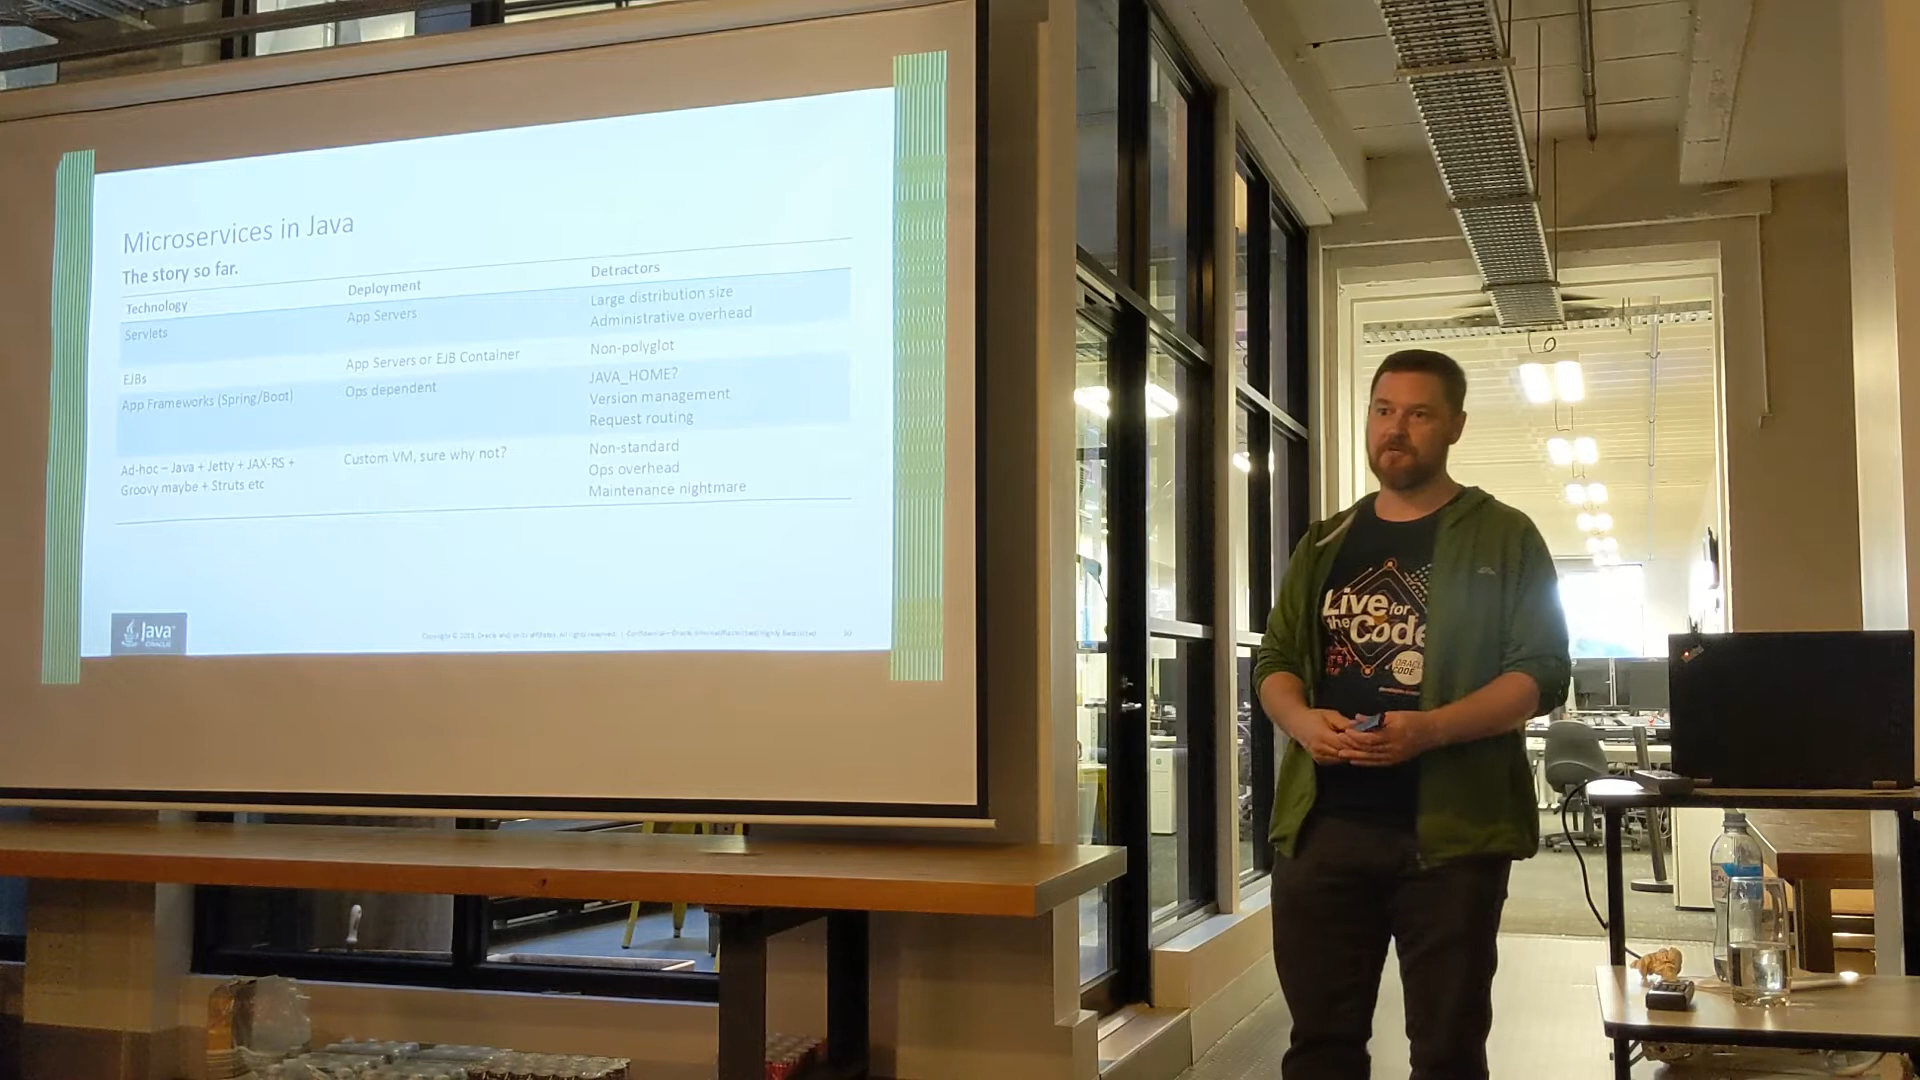 Microservices in Java
The story so far.
Technology Deployment Detractors
Servlets App Servers Large distribution size
Administrative overhead
EJBs App Servers or EJB Container Non-polyglot
App Frameworks (Spring/Boot) Ops dependent JAVA_HOME?
Version management
Request routing
Ad-hoc – Java + Jetty + JAX-RS + Custom VM, sure why not? Non-standard
Groovy maybe + Struts etc Ops overhead
Maintenance nightmare
Java
ORACLE
Live for
the Code
ORACLE
CODE